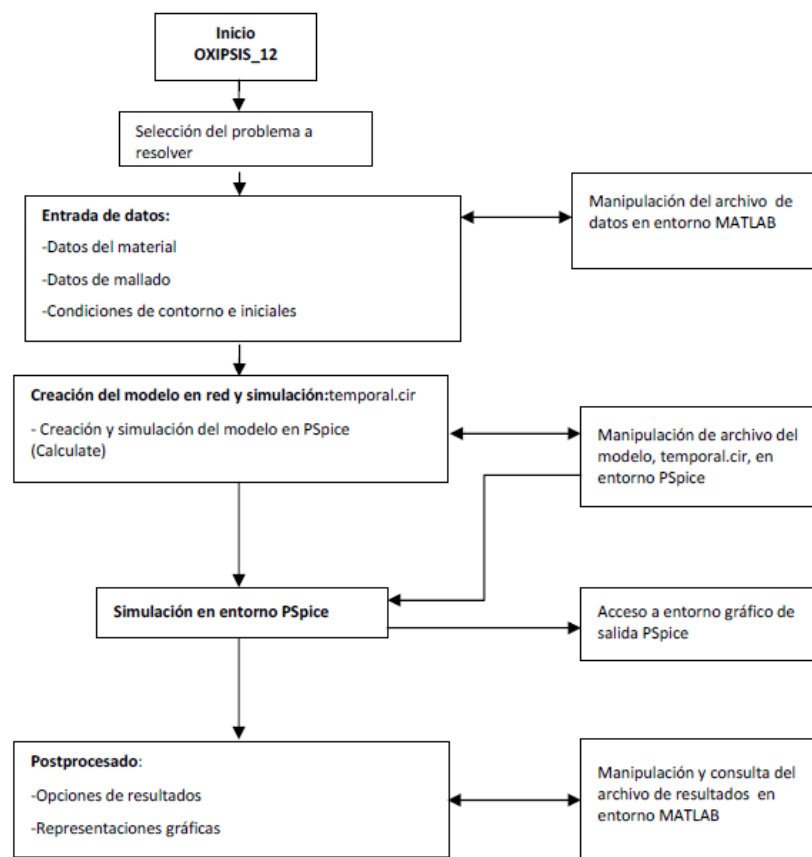 Inicio
OXIPSIS_12
Selección del problema a
resolver
Entrada de datos:
-Datos del material
-Datos de mallado
-Condiciones de contorno e iniciales
Manipulación del archivo de
datos en entorno MATLAB
Creación del modelo en red y simulación:temporal.cir
- Creación y simulación del modelo en PSpice
(Calculate)
Manipulación de archivo del
modelo, temporal.cir, en
entorno PSpice
Simulación en entorno PSpice
Acceso a entorno gráfico de
salida PSpice
Postprocesado:
-Opciones de resultados
-Representaciones gráficas
Manipulación y consulta del
archivo de resultados en
entorno MATLAB